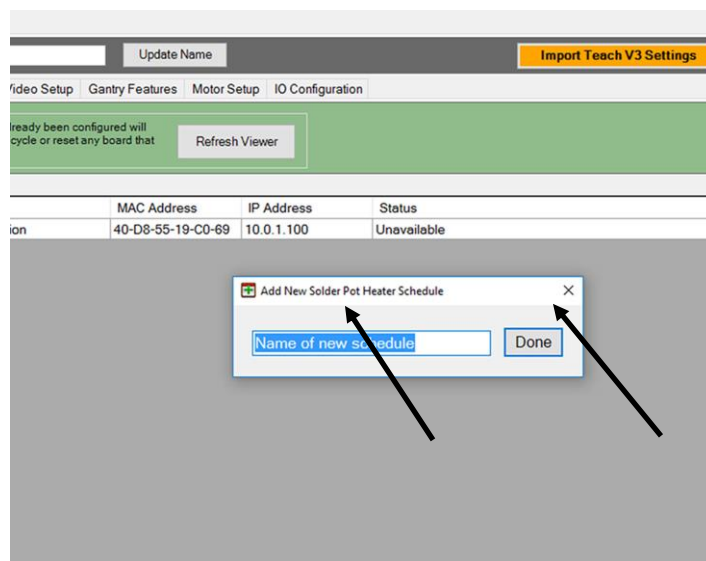 Update Name
Import Teach V3 Settings
Video Setup Gantry Features Motor Setup IO Configuration
lready been configured will
cycle or reset any board that
Refresh Viewer
MAC Address IP Address Status
ion 40-D8-55-19-C0-69 10.0.1.100 Unavailable
Add New Solder Pot Heater Schedule
Name of new schedule
Done